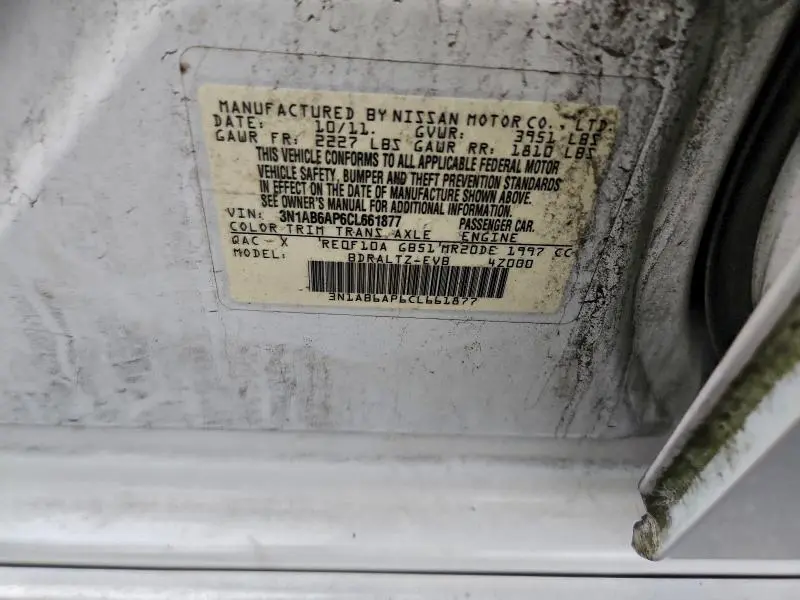 MANUFACTURED BY NISSAN MOTOR CO., LTD.
DATE: 10/11. GVWR: 3951 LBS
GAWR FR: 2227 LBS GAWR RR: 1810 LBS
THIS VEHICLE CONFORMS TO ALL APPLICABLE FEDERAL MOTOR
VEHICLE SAFETY, BUMPER AND THEFT PREVENTION STANDARDS
IN EFFECT ON THE DATE OF MANUFACTURE SHOWN ABOVE.
SEE OWNER'S MANUAL FOR ADDITIONAL INFORMATION.
VIN: 3N1AB6AP6CL661877 PASSENGER CAR.
COLOR TRIM TRANS AXLE ENGINE
QAC - X RE0F10A GB51 MR20DE 1997 CC
MODEL: BDRALTZ-EVB 4Z000
3N1AB6AP6CL661877